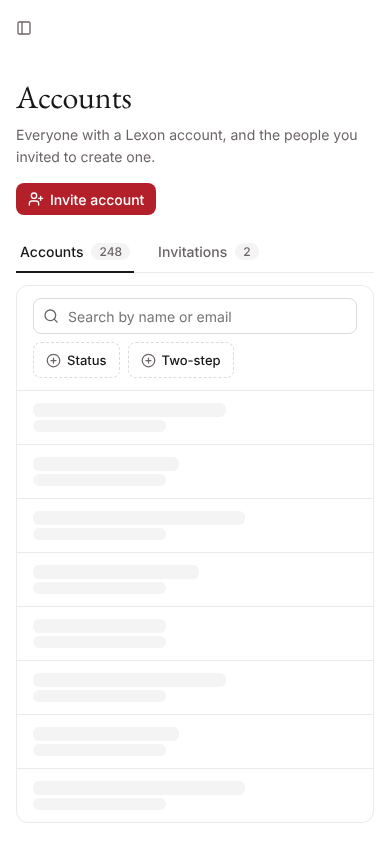 Accounts
Everyone with a Lexon account, and the people you
invited to create one.
Invite account
Accounts 248 Invitations 2
Search by name or email
Status Two-step